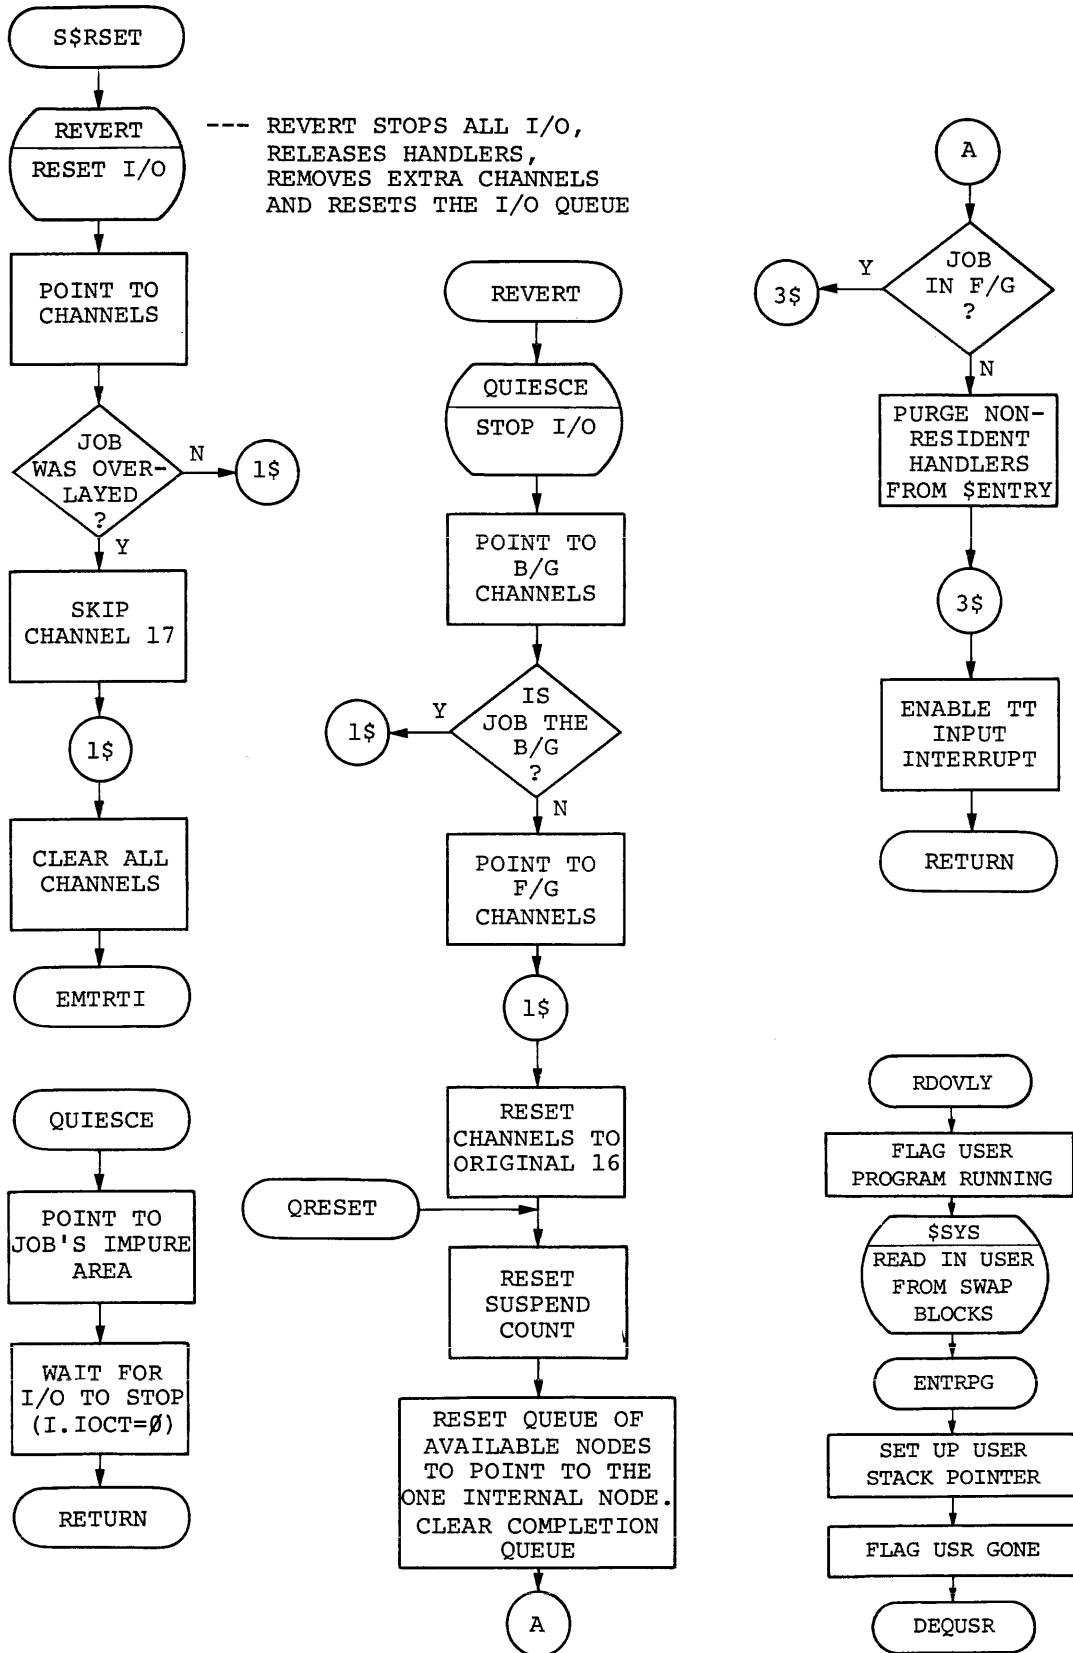 S$RSET
REVERT
RESET I/O
--- REVERT STOPS ALL I/O,
RELEASES HANDLERS,
REMOVES EXTRA CHANNELS
AND RESETS THE I/O QUEUE
POINT TO
CHANNELS
JOB
WAS OVER-
LAYED
?
N
1$
Y
SKIP
CHANNEL 17
1$
CLEAR ALL
CHANNELS
EMTRTI
QUIESCE
POINT TO
JOB'S IMPURE
AREA
WAIT FOR
I/O TO STOP
(I.IOCT=Ø)
RETURN
REVERT
QUIESCE
STOP I/O
POINT TO
B/G
CHANNELS
IS
JOB THE
B/G
?
Y
1$
N
POINT TO
F/G
CHANNELS
1$
RESET
CHANNELS TO
ORIGINAL 16
QRESET
RESET
SUSPEND
COUNT
RESET QUEUE OF
AVAILABLE NODES
TO POINT TO THE
ONE INTERNAL NODE.
CLEAR COMPLETION
QUEUE
A
A
JOB
IN F/G
?
Y
3$
N
PURGE NON-
RESIDENT
HANDLERS
FROM $ENTRY
3$
ENABLE TT
INPUT
INTERRUPT
RETURN
RDOVLY
FLAG USER
PROGRAM RUNNING
$SYS
READ IN USER
FROM SWAP
BLOCKS
ENTRPG
SET UP USER
STACK POINTER
FLAG USR GONE
DEQUSR